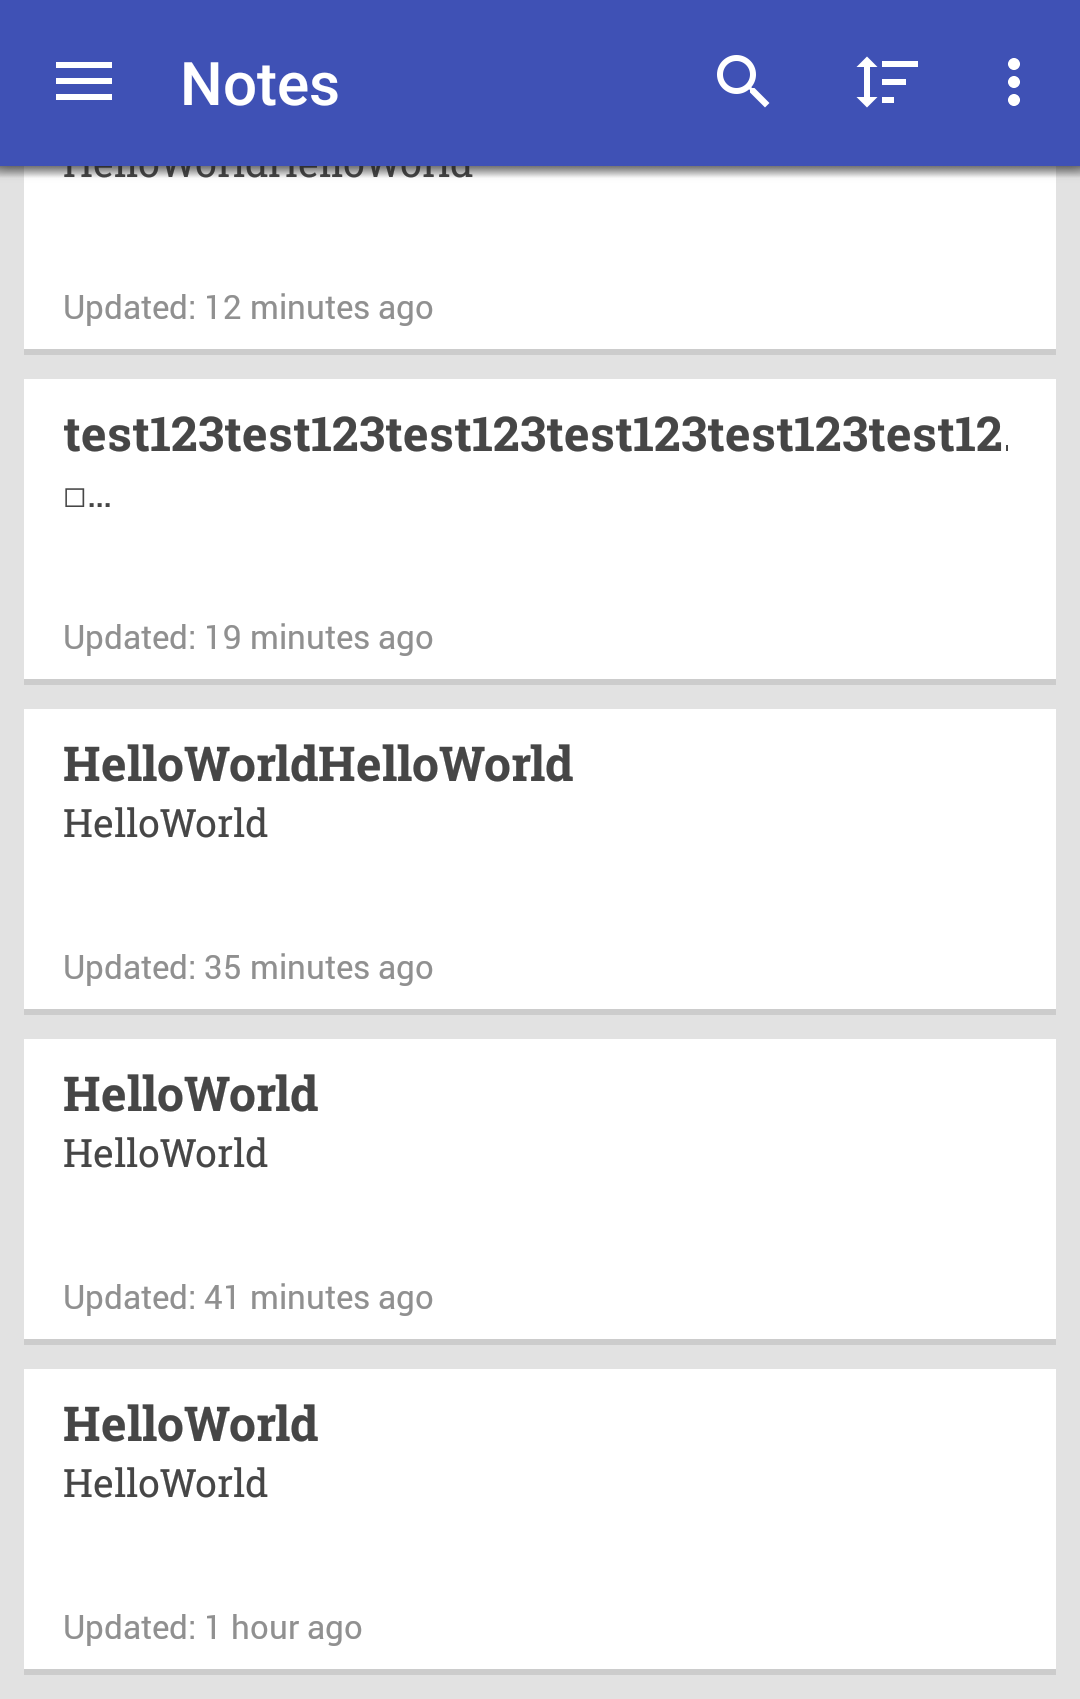 Notes
HelloWorldHelloWorld
Updated: 12 minutes ago
test123test123test123test123test123test12.
□...
Updated: 19 minutes ago
HelloWorldHelloWorld
HelloWorld
Updated: 35 minutes ago
HelloWorld
HelloWorld
Updated: 41 minutes ago
HelloWorld
HelloWorld
Updated: 1 hour ago